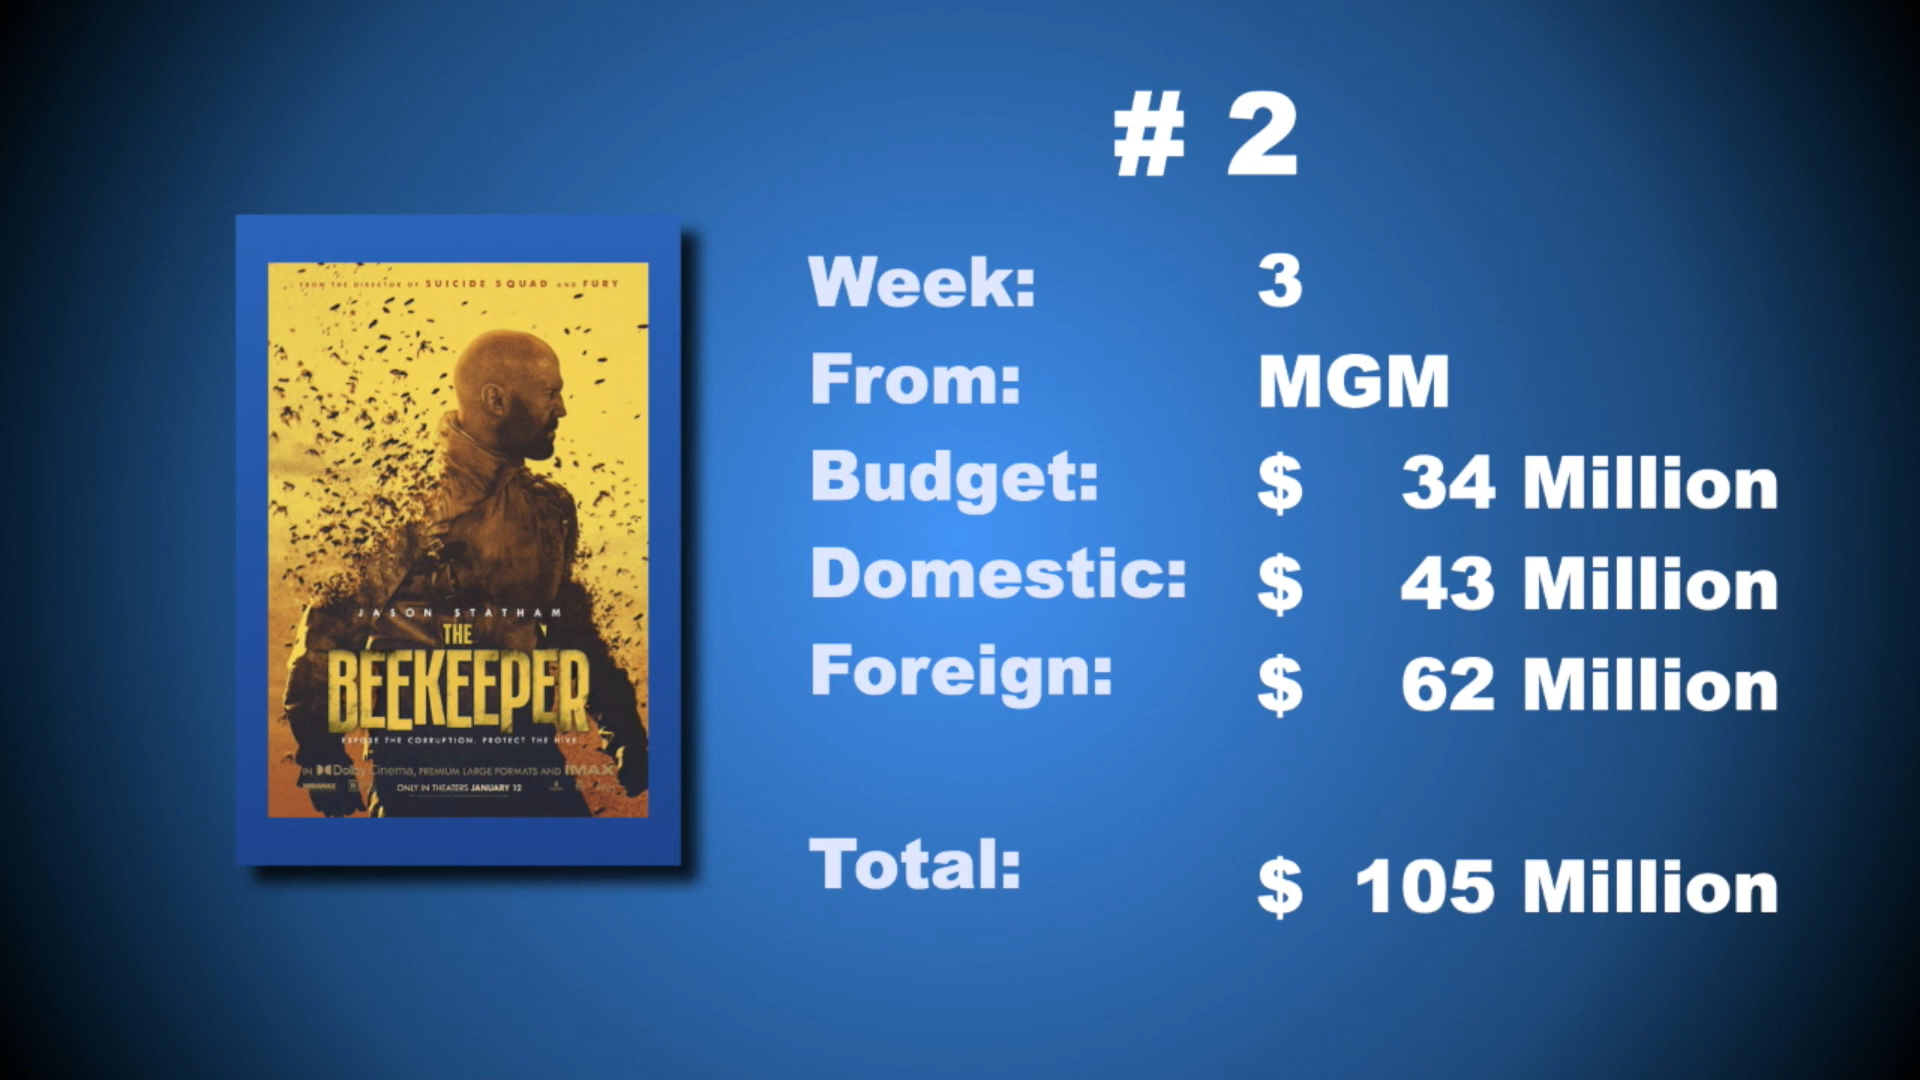 # 2
FROM THE DIRECTOR OF SUICIDE SQUAD AND FURY
JASON STATHAM
THE
BEEKEEPER
EXPOSE THE CORRUPTION. PROTECT THE HIVE
IN Dolby Cinema, PREMIUM LARGE FORMATS AND IMAX
MIRAMAX
ONLY IN THEATERS JANUARY 12
Week: 3
From: MGM
Budget: $ 34 Million
Domestic: $ 43 Million
Foreign: $ 62 Million
Total: $ 105 Million